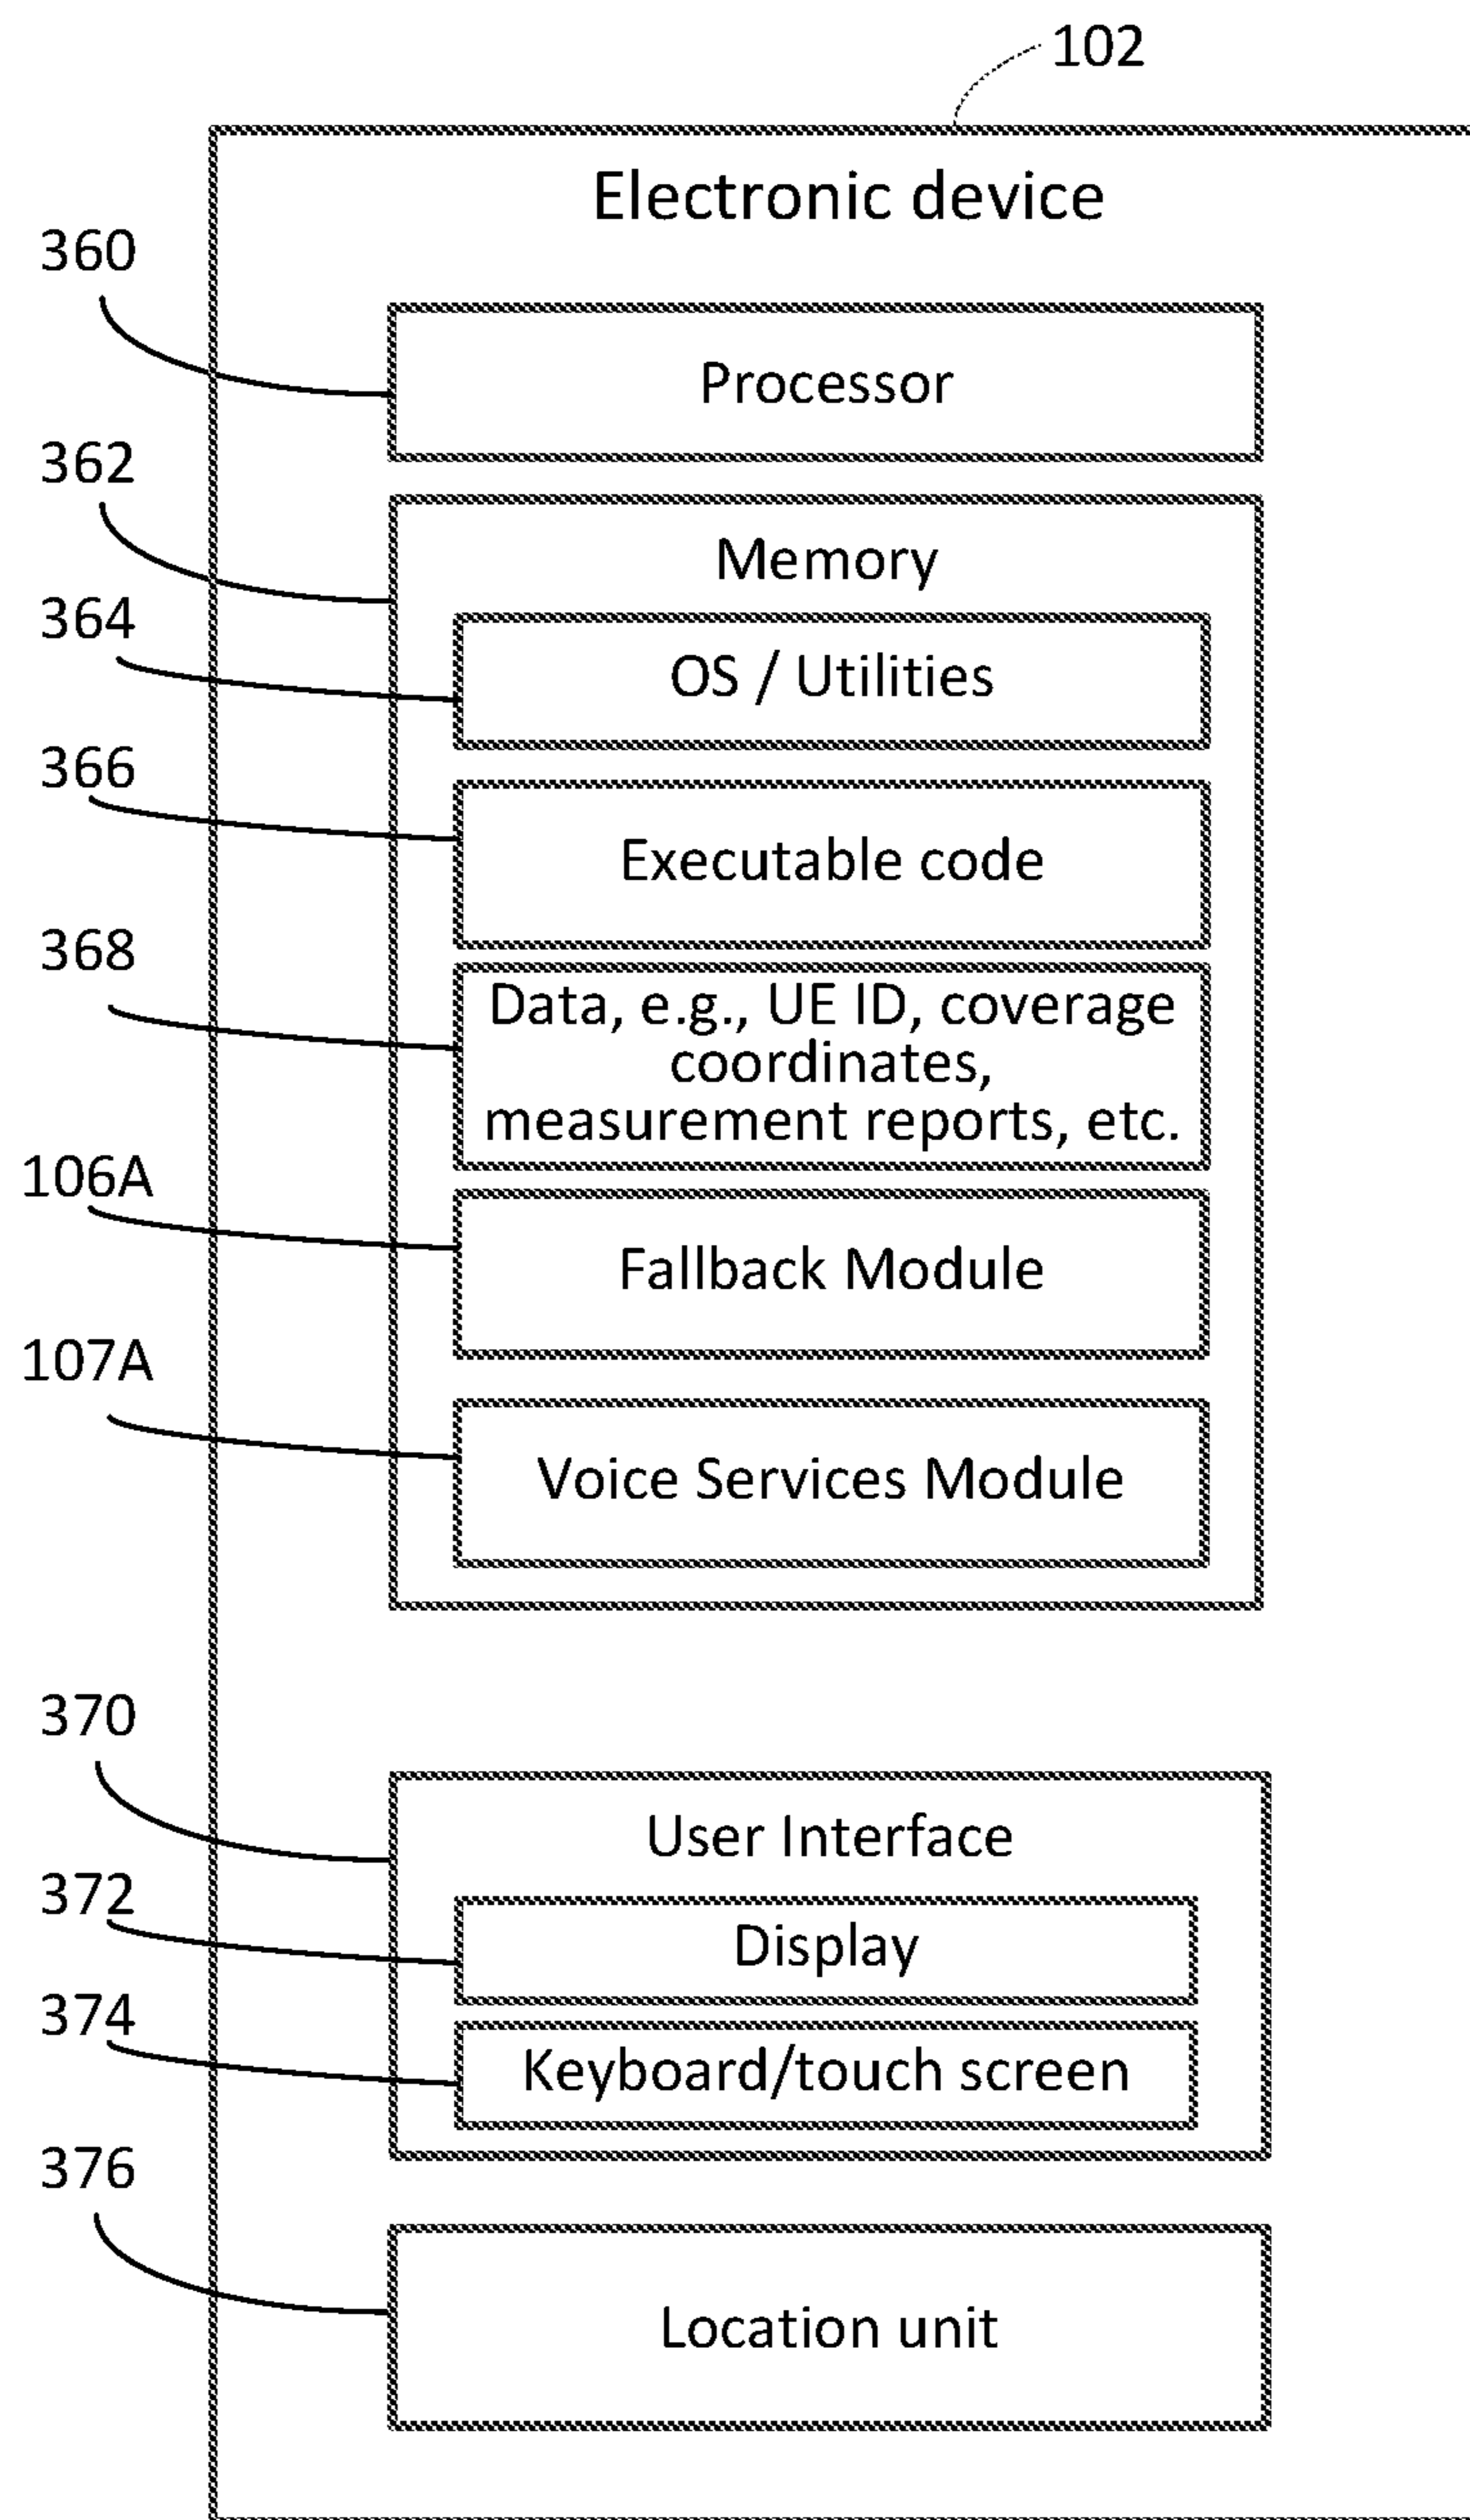 102
Electronic device
360
Processor
362
Memory
364
OS / Utilities
366
Executable code
368
Data, e.g., UE ID, coverage
coordinates,
measurement reports, etc.
106A
Fallback Module
107A
Voice Services Module
370
User Interface
372
Display
374
Keyboard/touch screen
376
Location unit